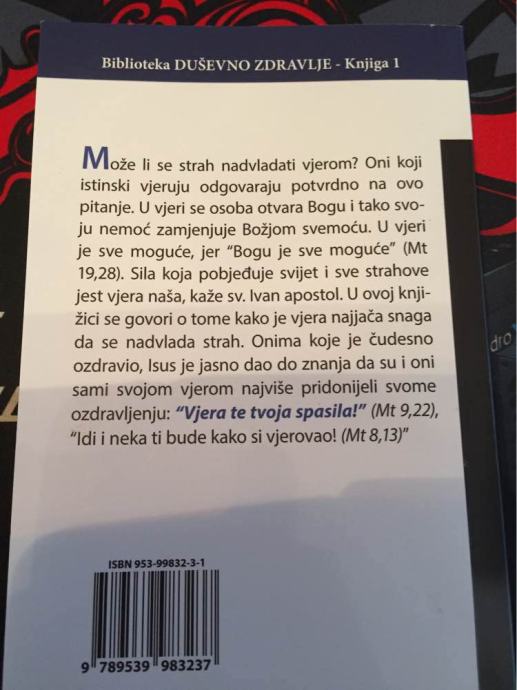 Biblioteka DUŠEVNO ZDRAVLJE - Knjiga 1
Može li se strah nadvladati vjerom? Oni koji
istinski vjeruju odgovaraju potvrdno na ovo
pitanje. U vjeri se osoba otvara Bogu i tako svo-
ju nemoć zamjenjuje Božjom svemoću. U vjeri
je sve moguće, jer “Bogu je sve moguće” (Mt
19,28). Sila koja pobjeđuje svijet i sve strahove
jest vjera naša, kaže sv. Ivan apostol. U ovoj knji-
žici se govori o tome kako je vjera najjača snaga
da se nadvlada strah. Onima koje je čudesno
ozdravio, Isus je jasno dao do znanja da su i oni
sami svojom vjerom najviše pridonijeli svome
ozdravljenju: “Vjera te tvoja spasila!” (Mt 9,22),
“Idi i neka ti bude kako si vjerovao! (Mt 8,13)”
ISBN 953-99832-3-1
9 789539 983237
dro